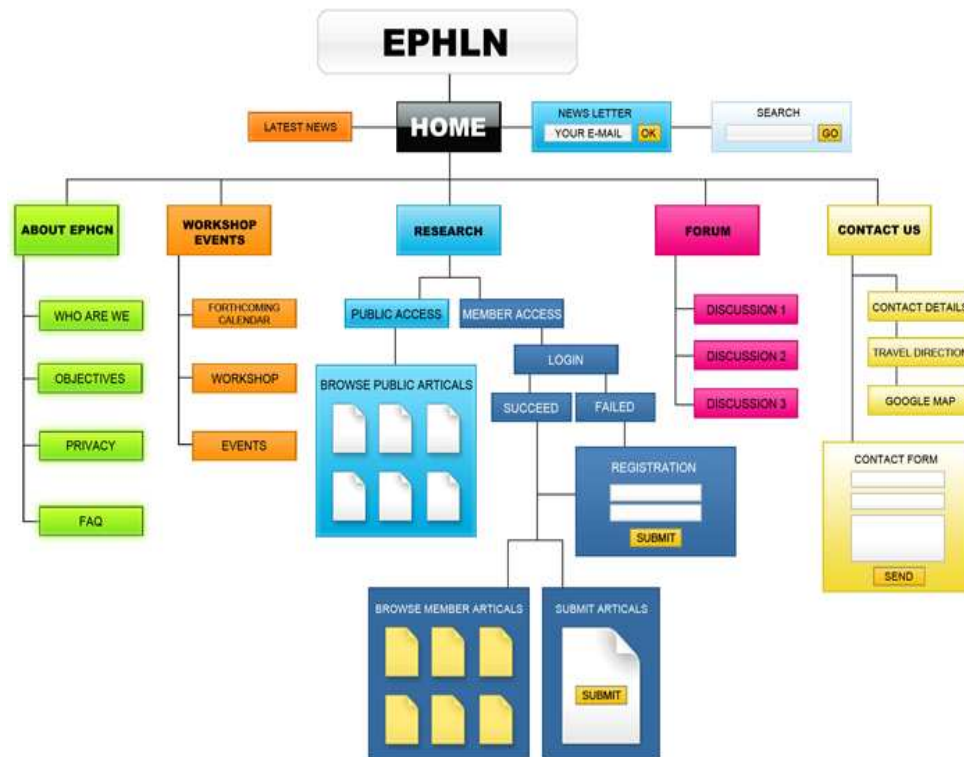 EPHLN
LATEST NEWS
HOME
NEWS LETTER
YOUR E-MAIL
OK
SEARCH
GO
ABOUT EPHCN
WORKSHOP
EVENTS
RESEARCH
FORUM
CONTACT US
WHO ARE WE
OBJECTIVES
PRIVACY
FAQ
FORTHCOMING
CALENDAR
WORKSHOP
EVENTS
PUBLIC ACCESS
MEMBER ACCESS
BROWSE PUBLIC ARTICALS
LOGIN
SUCCEED
FAILED
REGISTRATION
SUBMIT
BROWSE MEMBER ARTICALS
SUBMIT ARTICALS
SUBMIT
DISCUSSION 1
DISCUSSION 2
DISCUSSION 3
CONTACT DETAILS
TRAVEL DIRECTION
GOOGLE MAP
CONTACT FORM
SEND